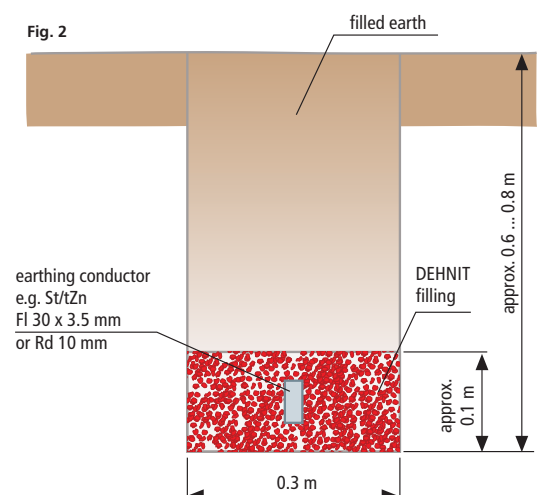 Fig. 2
filled earth
earthing conductor
e.g. St/tZn
Fl 30 x 3.5 mm
or Rd 10 mm
DEHNIT
filling
approx. 0.6 ... 0.8 m
approx.
0.1 m
0.3 m